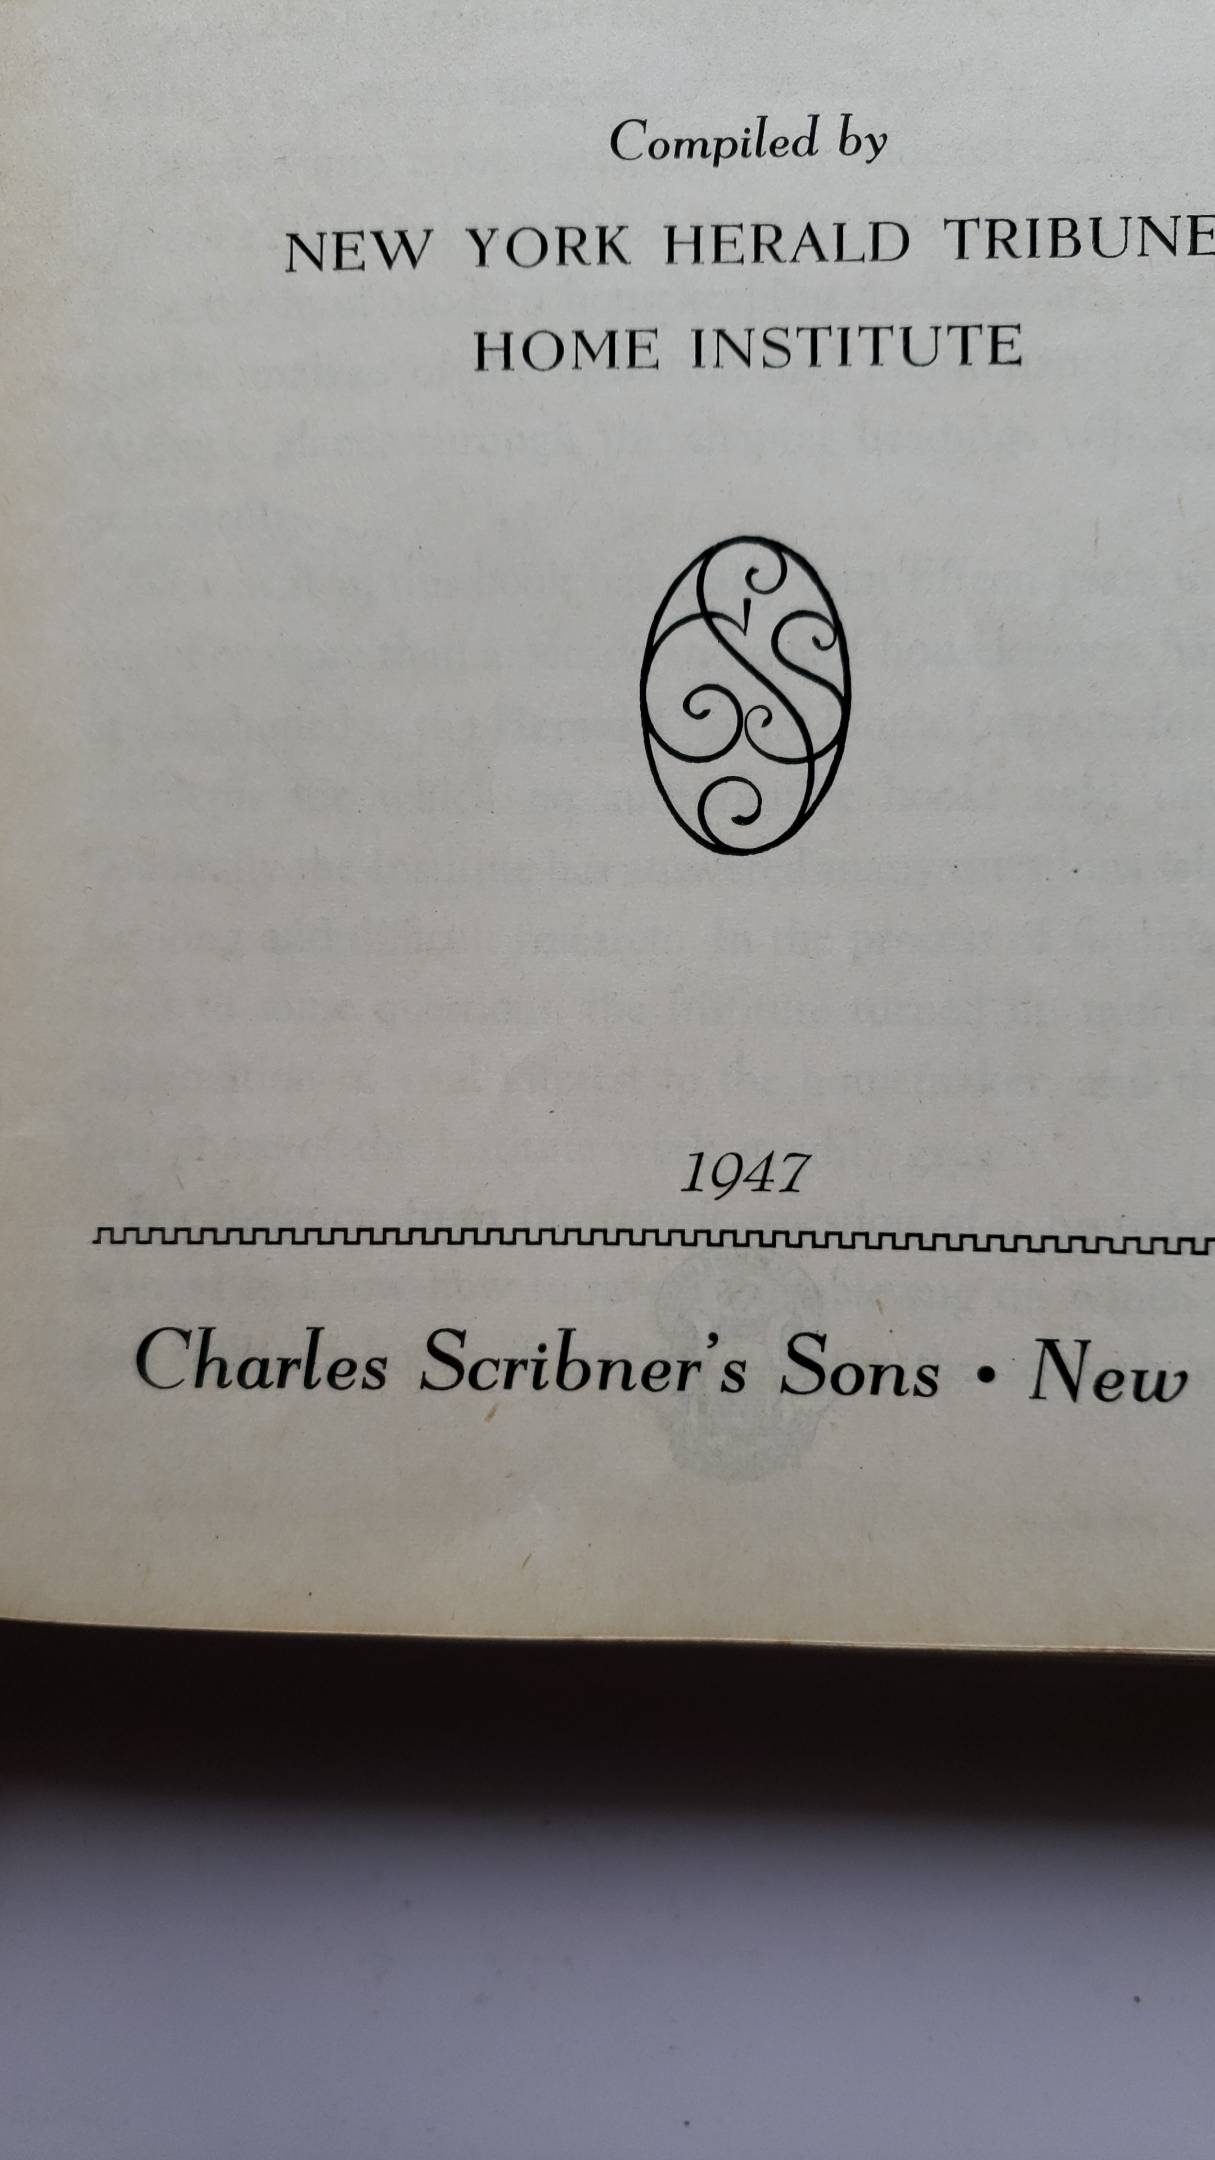 Compiled by
NEW YORK HERALD TRIBUNE
HOME INSTITUTE
1947
Charles Scribner's Sons • New